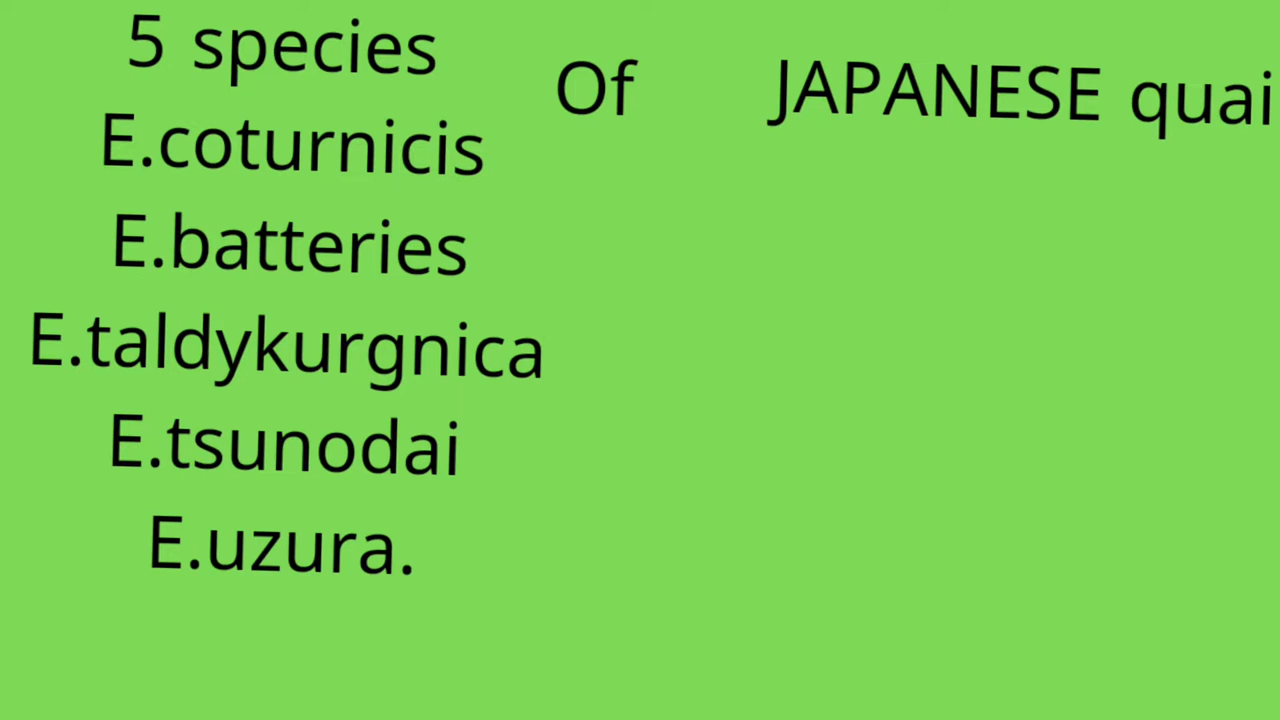 5 species
Of JAPANESE quai
E.coturnicis
E.batteries
E.taldykurgnica
E.tsunodai
E.uzura.